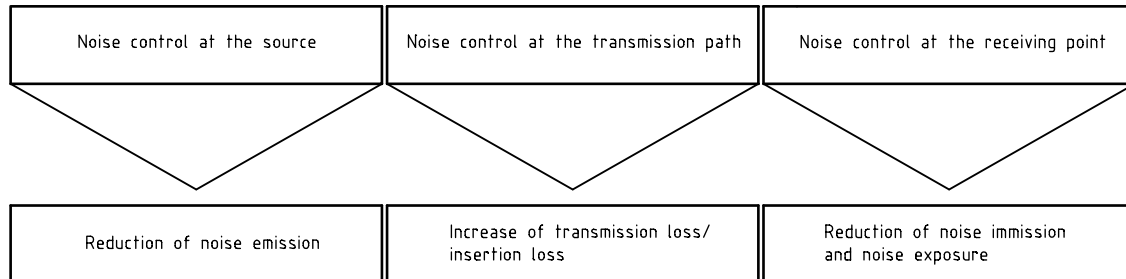 Noise control at the source
Noise control at the transmission path
Noise control at the receiving point
Reduction of noise emission
Increase of transmission loss/
insertion loss
Reduction of noise immission
and noise exposure